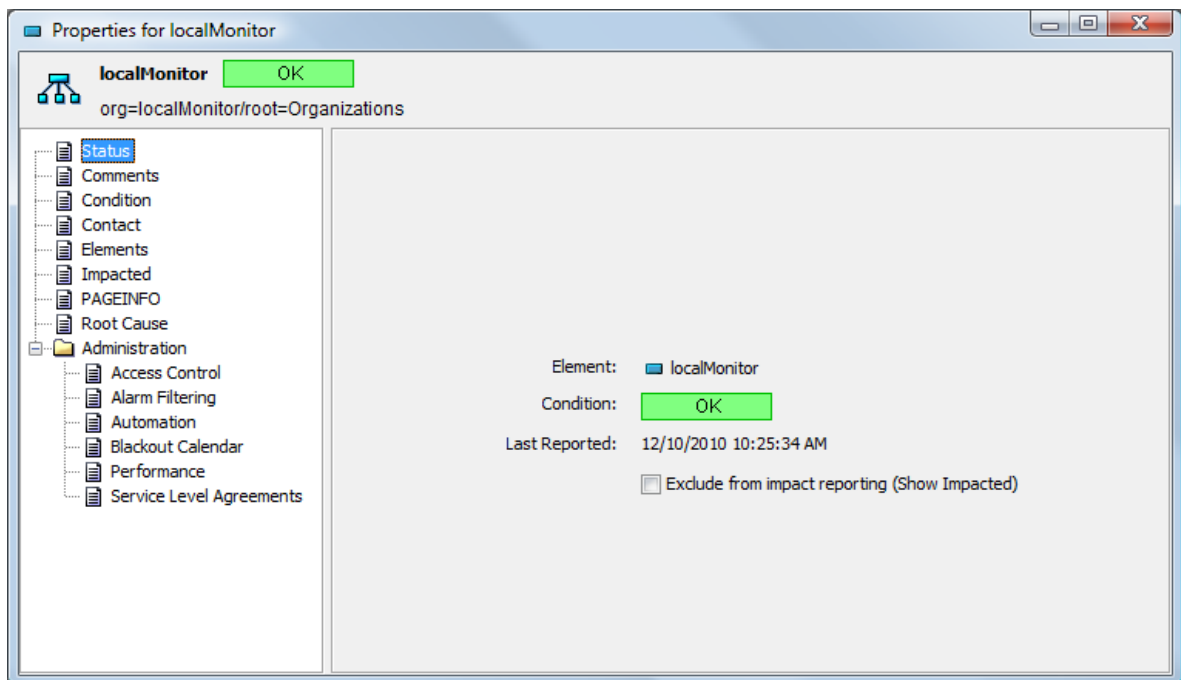 Properties for localMonitor
localMonitor OK
org=localMonitor/root=Organizations
Status
Comments
Condition
Contact
Elements
Impacted
PAGEINFO
Root Cause
Administration
Access Control
Alarm Filtering
Automation
Blackout Calendar
Performance
Service Level Agreements
Element: localMonitor
Condition: OK
Last Reported: 12/10/2010 10:25:34 AM
Exclude from impact reporting (Show Impacted)